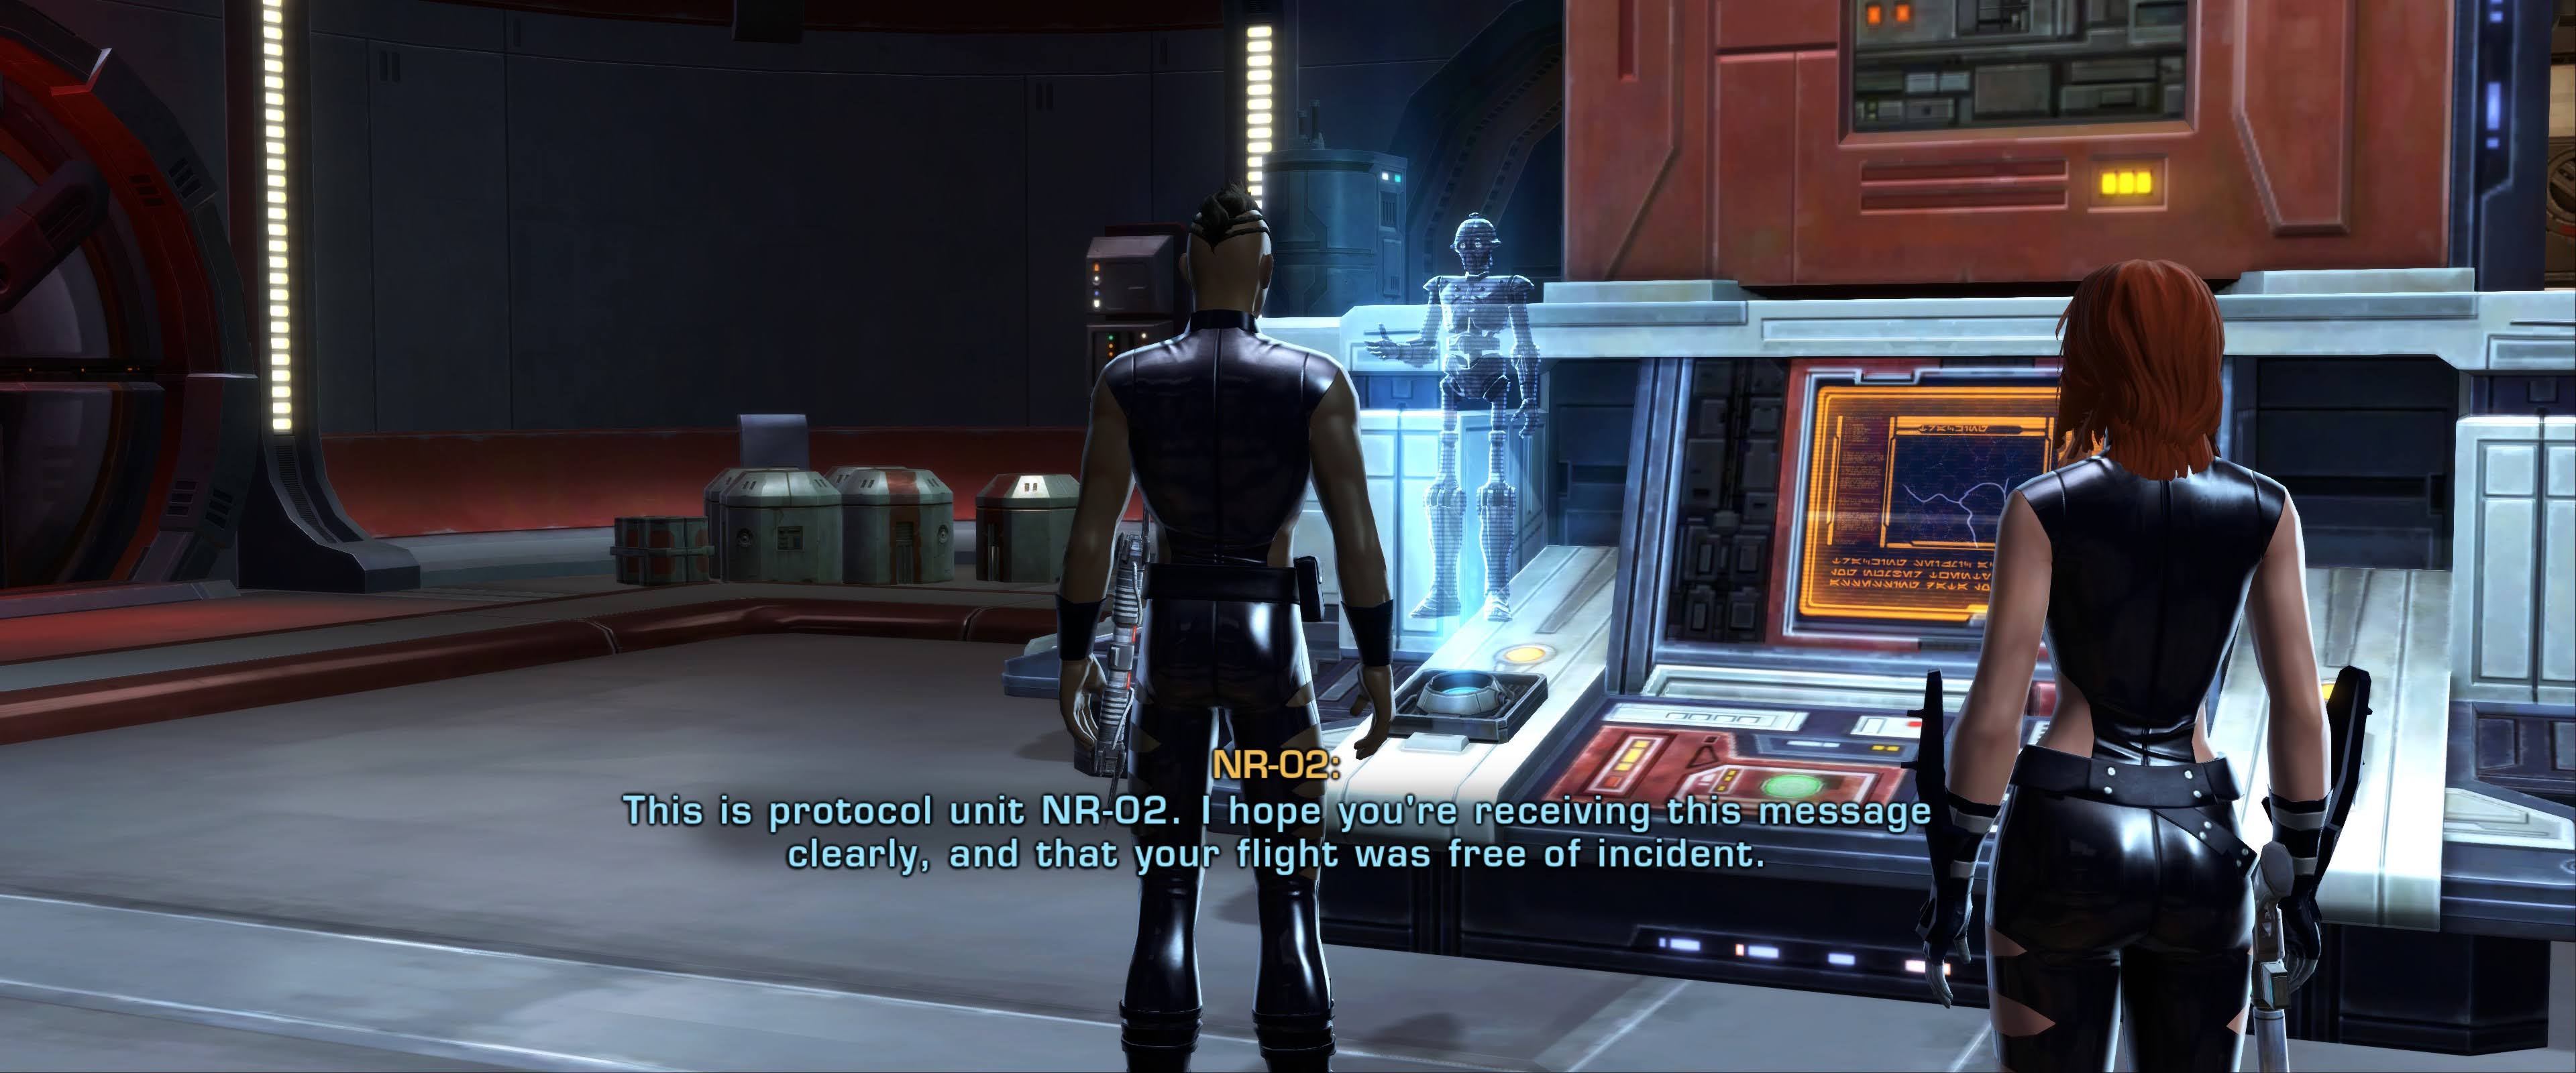 NR-02:
This is protocol unit NR-02. I hope you're receiving this message
clearly, and that your flight was free of incident.